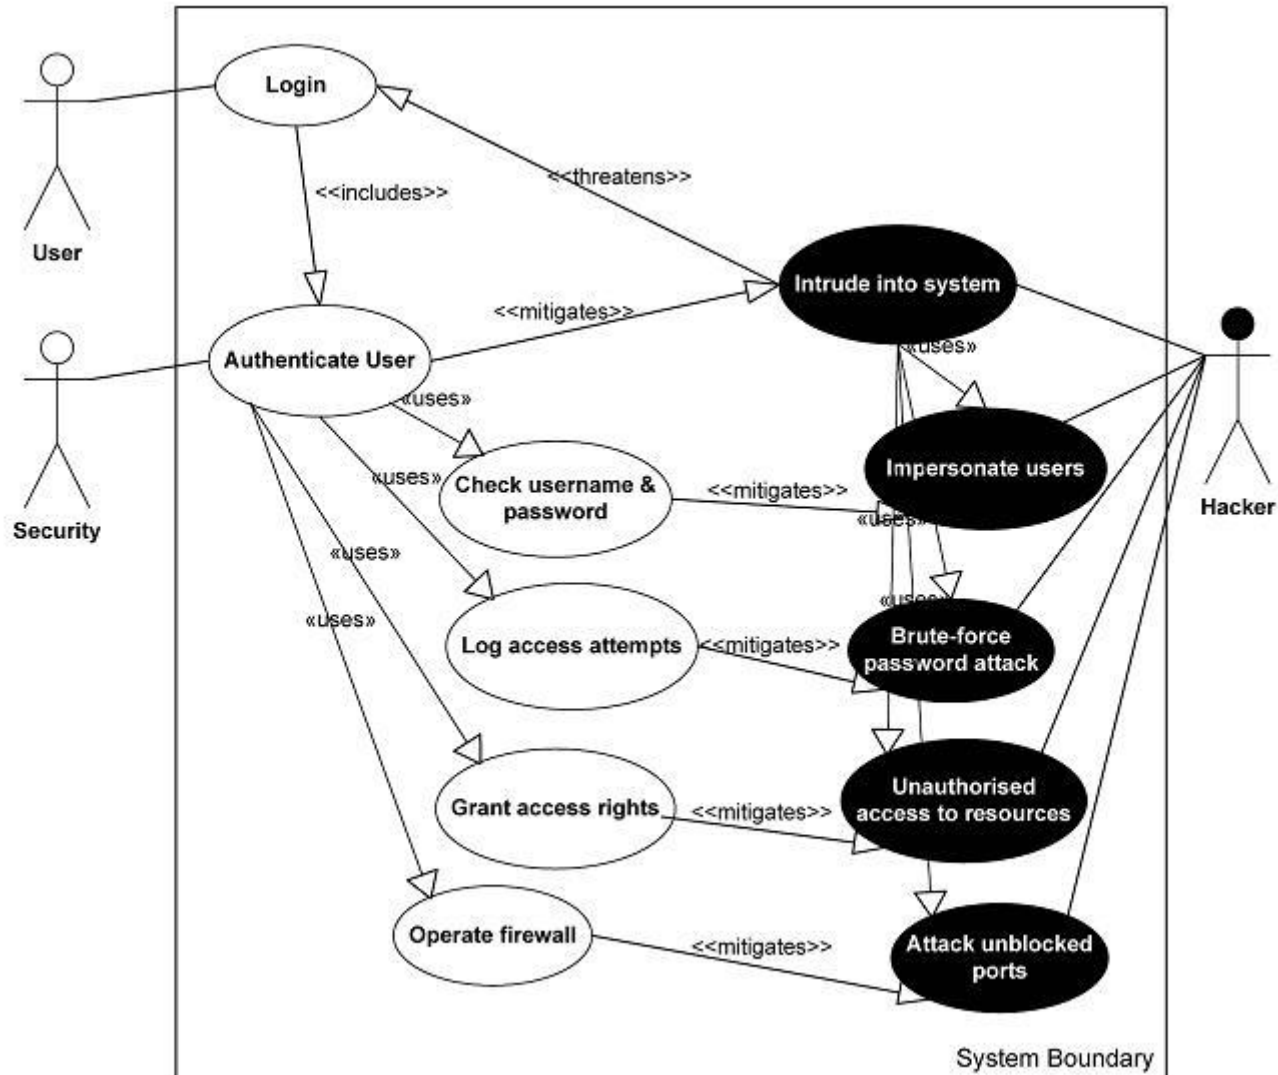 Login
<<threatens>>
<<includes>>
User
Intrude into system
<<mitigates>>
«uses»
Authenticate User
«uses»
Impersonate users
«uses»
Check username &
password
<<mitigates>>
Hacker
Security
«uses»
«uses»
«uses»
«uses»
Brute-force
password attack
Log access attempts
<<mitigates>>
Unauthorised
access to resources
Grant access rights
<<mitigates>>
Operate firewall
<<mitigates>>
Attack unblocked
ports
System Boundary